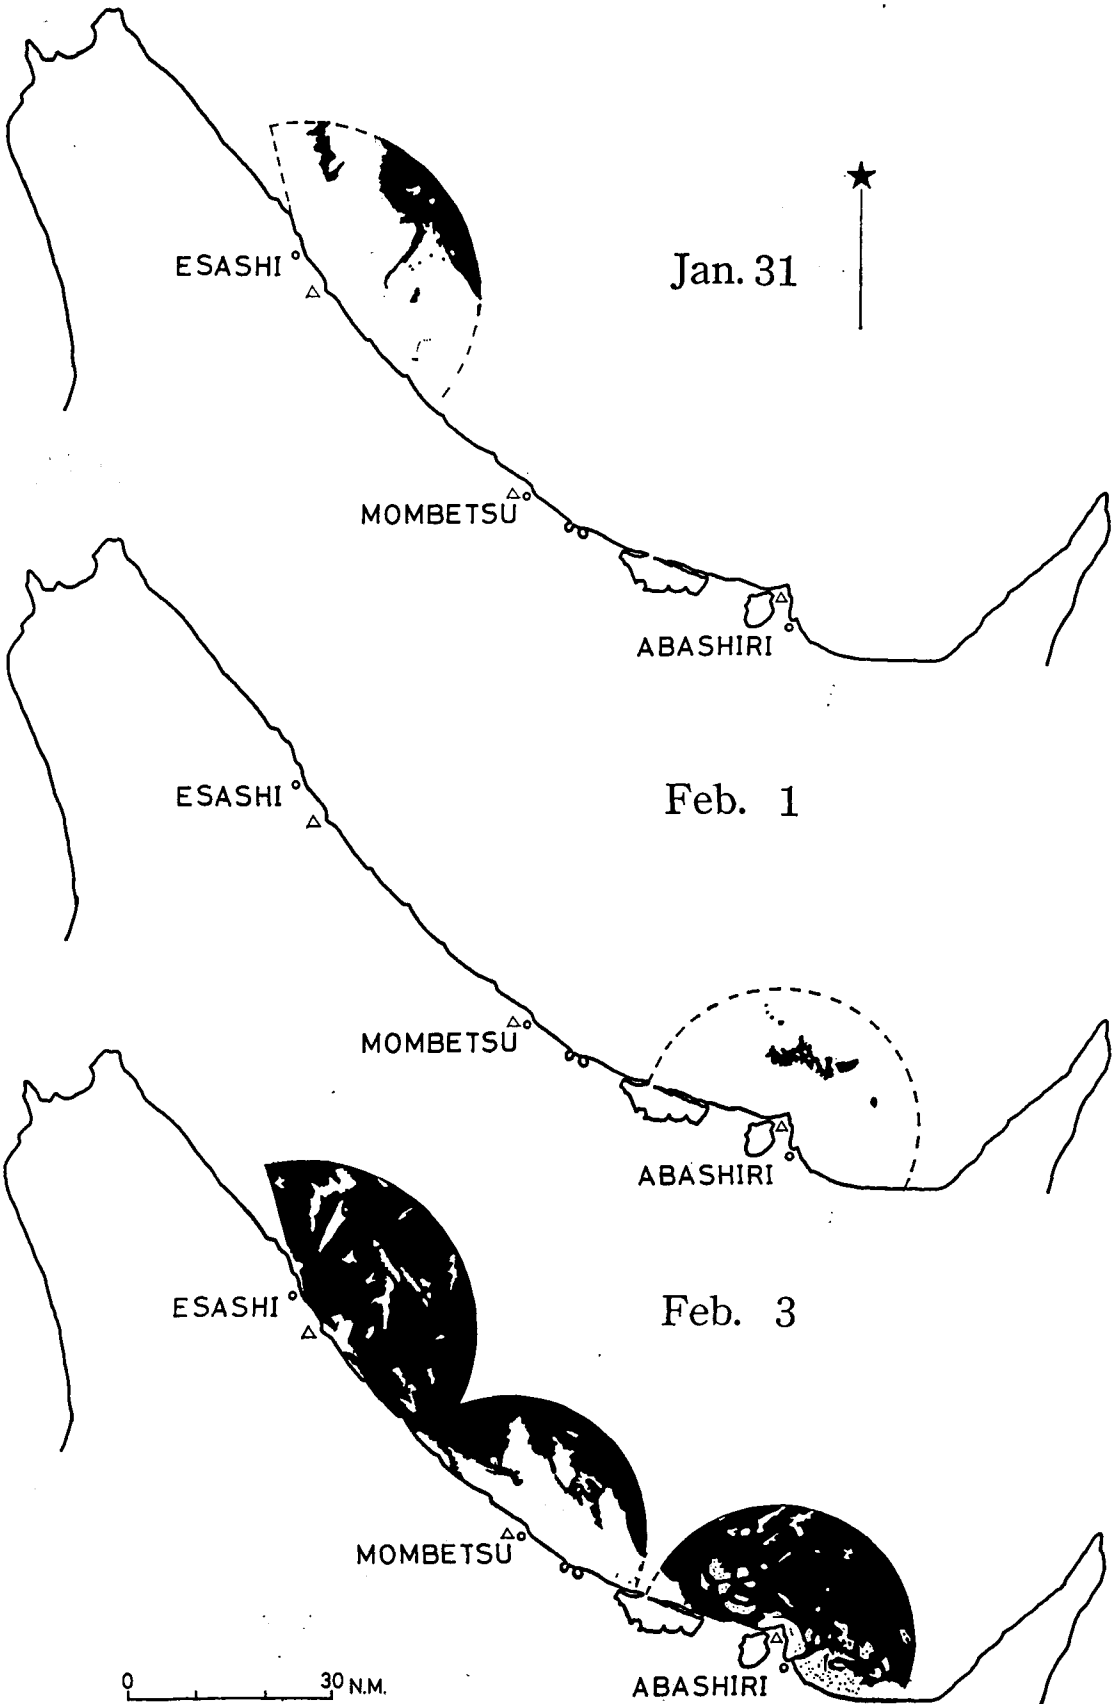 ESASHI
Jan. 31
MOMBETSU
ABASHIRI
ESASHI
Feb. 1
MOMBETSU
ABASHIRI
ESASHI
Feb. 3
MOMBETSU
ABASHIRI
0 30 N.M.